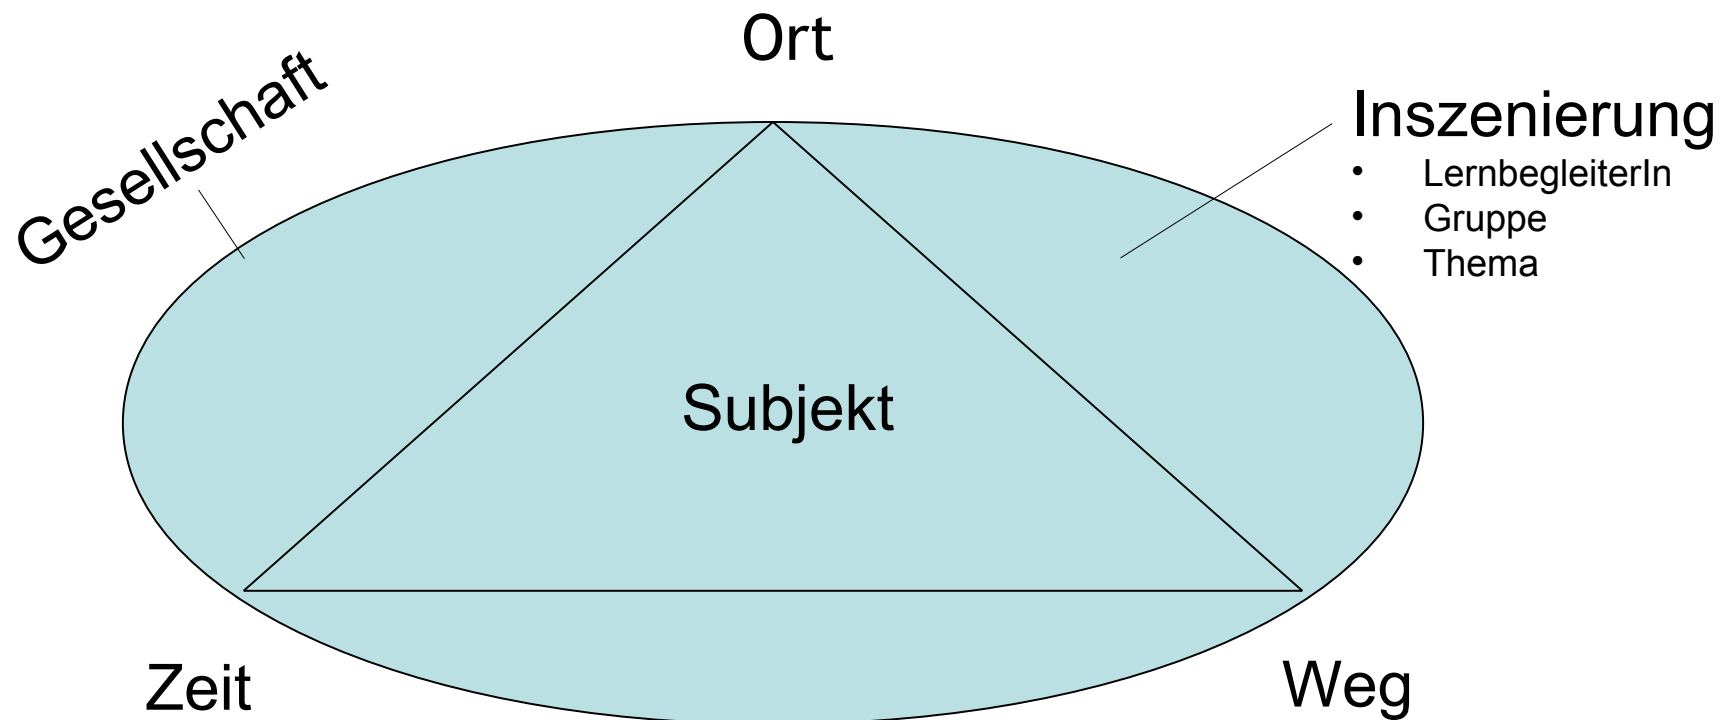 Ort
Gesellschaft
Inszenierung
• LernbegleiterIn
• Gruppe
• Thema
Subjekt
Zeit
Weg